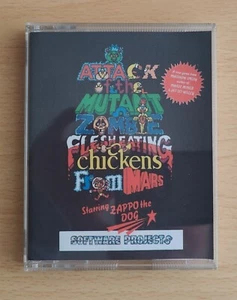 ATTACK
of the
MUTANT
ZOMBIE
FLESH EATING
chickens
From MARS
Starring ZAPPO the
DOG
SOFTWARE PROJECTS